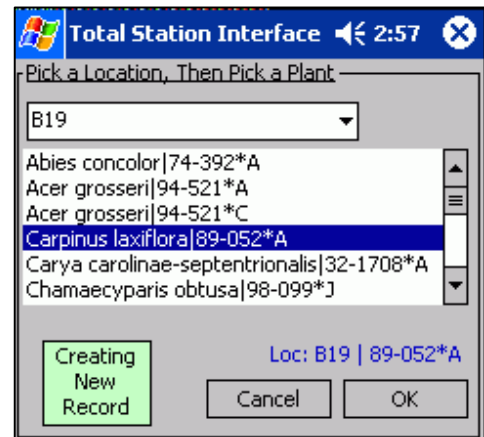 Total Station Interface 2:57
Pick a Location, Then Pick a Plant
B19
Abies concolor|74-392*A
Acer grosseri|94-521*A
Acer grosseri|94-521*C
Carpinus laxiflora|89-052*A
Carya carolinae-septentrionalis|32-1708*A
Chamaecyparis obtusa|98-099*J
Creating
New
Record
Loc: B19 | 89-052*A
Cancel
OK